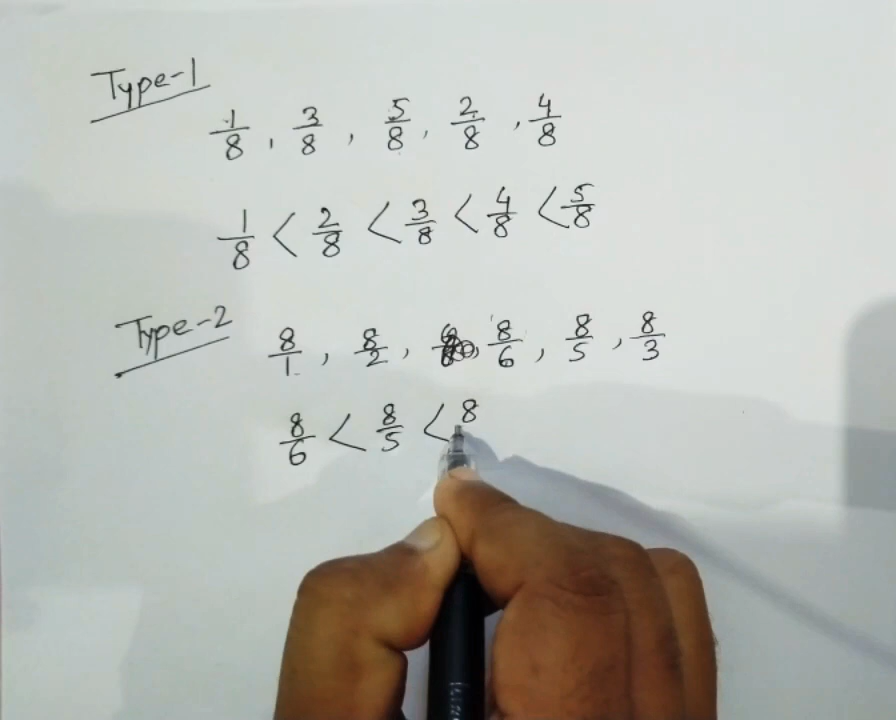 Type-1
1/8, 3/8, 5/8, 2/8, 4/8
1/8 < 2/8 < 3/8 < 4/8 < 5/8
Type-2
8/1, 8/2, 8/6, 8/5, 8/3
8/6 < 8/5 < 8